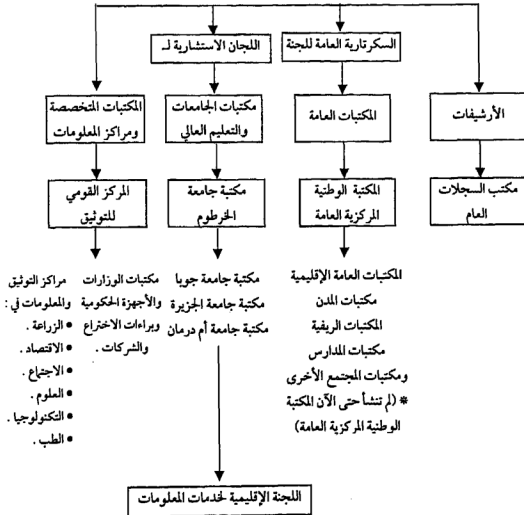 السكرتارية العامة للجنة
اللجان الاستشارية لـ
الأرشيفات
المكتبات العامة
مكتبات الجامعات
والتعليم العالي
المكتبات المتخصصة
ومراكز المعلومات
مكتب السجلات
العام
المكتبة الوطنية
المركزية العامة
مكتبة جامعة
الخرطوم
المركز القومي
للتوثيق
المكتبات العامة الإقليمية
مكتبات المدن
المكتبات الريفية
مكتبات المدارس
ومكتبات المجتمع الأخرى
* (لم تنشأ حتى الآن المكتبة
الوطنية المركزية العامة)
مكتبة جامعة جوبا
مكتبة جامعة الجزيرة
مكتبة جامعة أم درمان
مكتبات الوزارات
والأجهزة الحكومية
وبراءات الاختراع
والشركات .
مراكز التوثيق
والمعلومات في :
• الزراعة .
• الاقتصاد .
• الاجتماع .
• العلوم .
• التكنولوجيا .
• الطب .
اللجنة الإقليمية لخدمات المعلومات